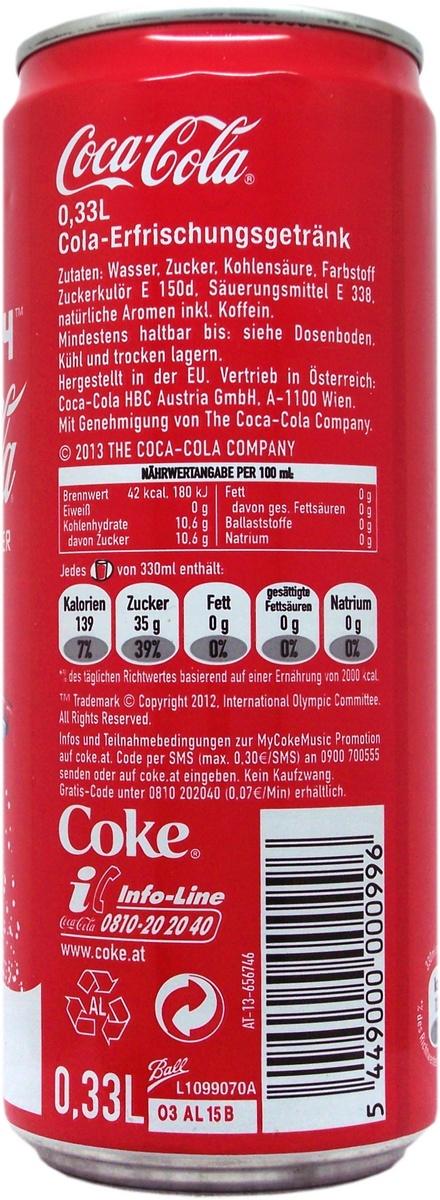 Coca-Cola®
0,33L
Cola-Erfrischungsgetränk
Zutaten: Wasser, Zucker, Kohlensäure, Farbstoff
Zuckerkulör E 150d, Säuerungsmittel E 338,
natürliche Aromen inkl. Koffein.
Mindestens haltbar bis: siehe Dosenboden.
Kühl und trocken lagern.
Hergestellt in der EU. Vertrieb in Österreich:
Coca-Cola HBC Austria GmbH, A-1100 Wien.
Mit Genehmigung von The Coca-Cola Company.
© 2013 THE COCA-COLA COMPANY
NÄHRWERTANGABE PER 100 ml
Brennwert 42 kcal, 180 kJ Fett 0 g
Eiweiß 0 g davon ges. Fettsäuren 0 g
Kohlenhydrate 10,6 g Ballaststoffe 0 g
davon Zucker 10,6 g Natrium 0 g
Jedes von 330ml enthält:
Kalorien 139 7%
Zucker 35 g 39%
Fett 0 g 0%
gesättigte Fettsäuren 0 g 0%
Natrium 0 g 0%
*% des täglichen Richtwertes basierend auf einer Ernährung von 2000 kcal.
™ Trademark © Copyright 2012, International Olympic Committee.
All Rights Reserved.
Infos und Teilnahmebedingungen zur MyCokeMusic Promotion
auf coke.at. Code per SMS (max. 0,30€/SMS) an 0900 700555
senden oder auf coke.at eingeben. Kein Kaufzwang.
Gratis-Code unter 0810 202040 (0,07€/Min) erhältlich.
Coke®
i Info-Line
Coca-Cola 0810-20 20 40
www.coke.at
AL
AT-13-656746
5 449000 000996
Ball
L1099070A
0,33L
03 AL 15 B